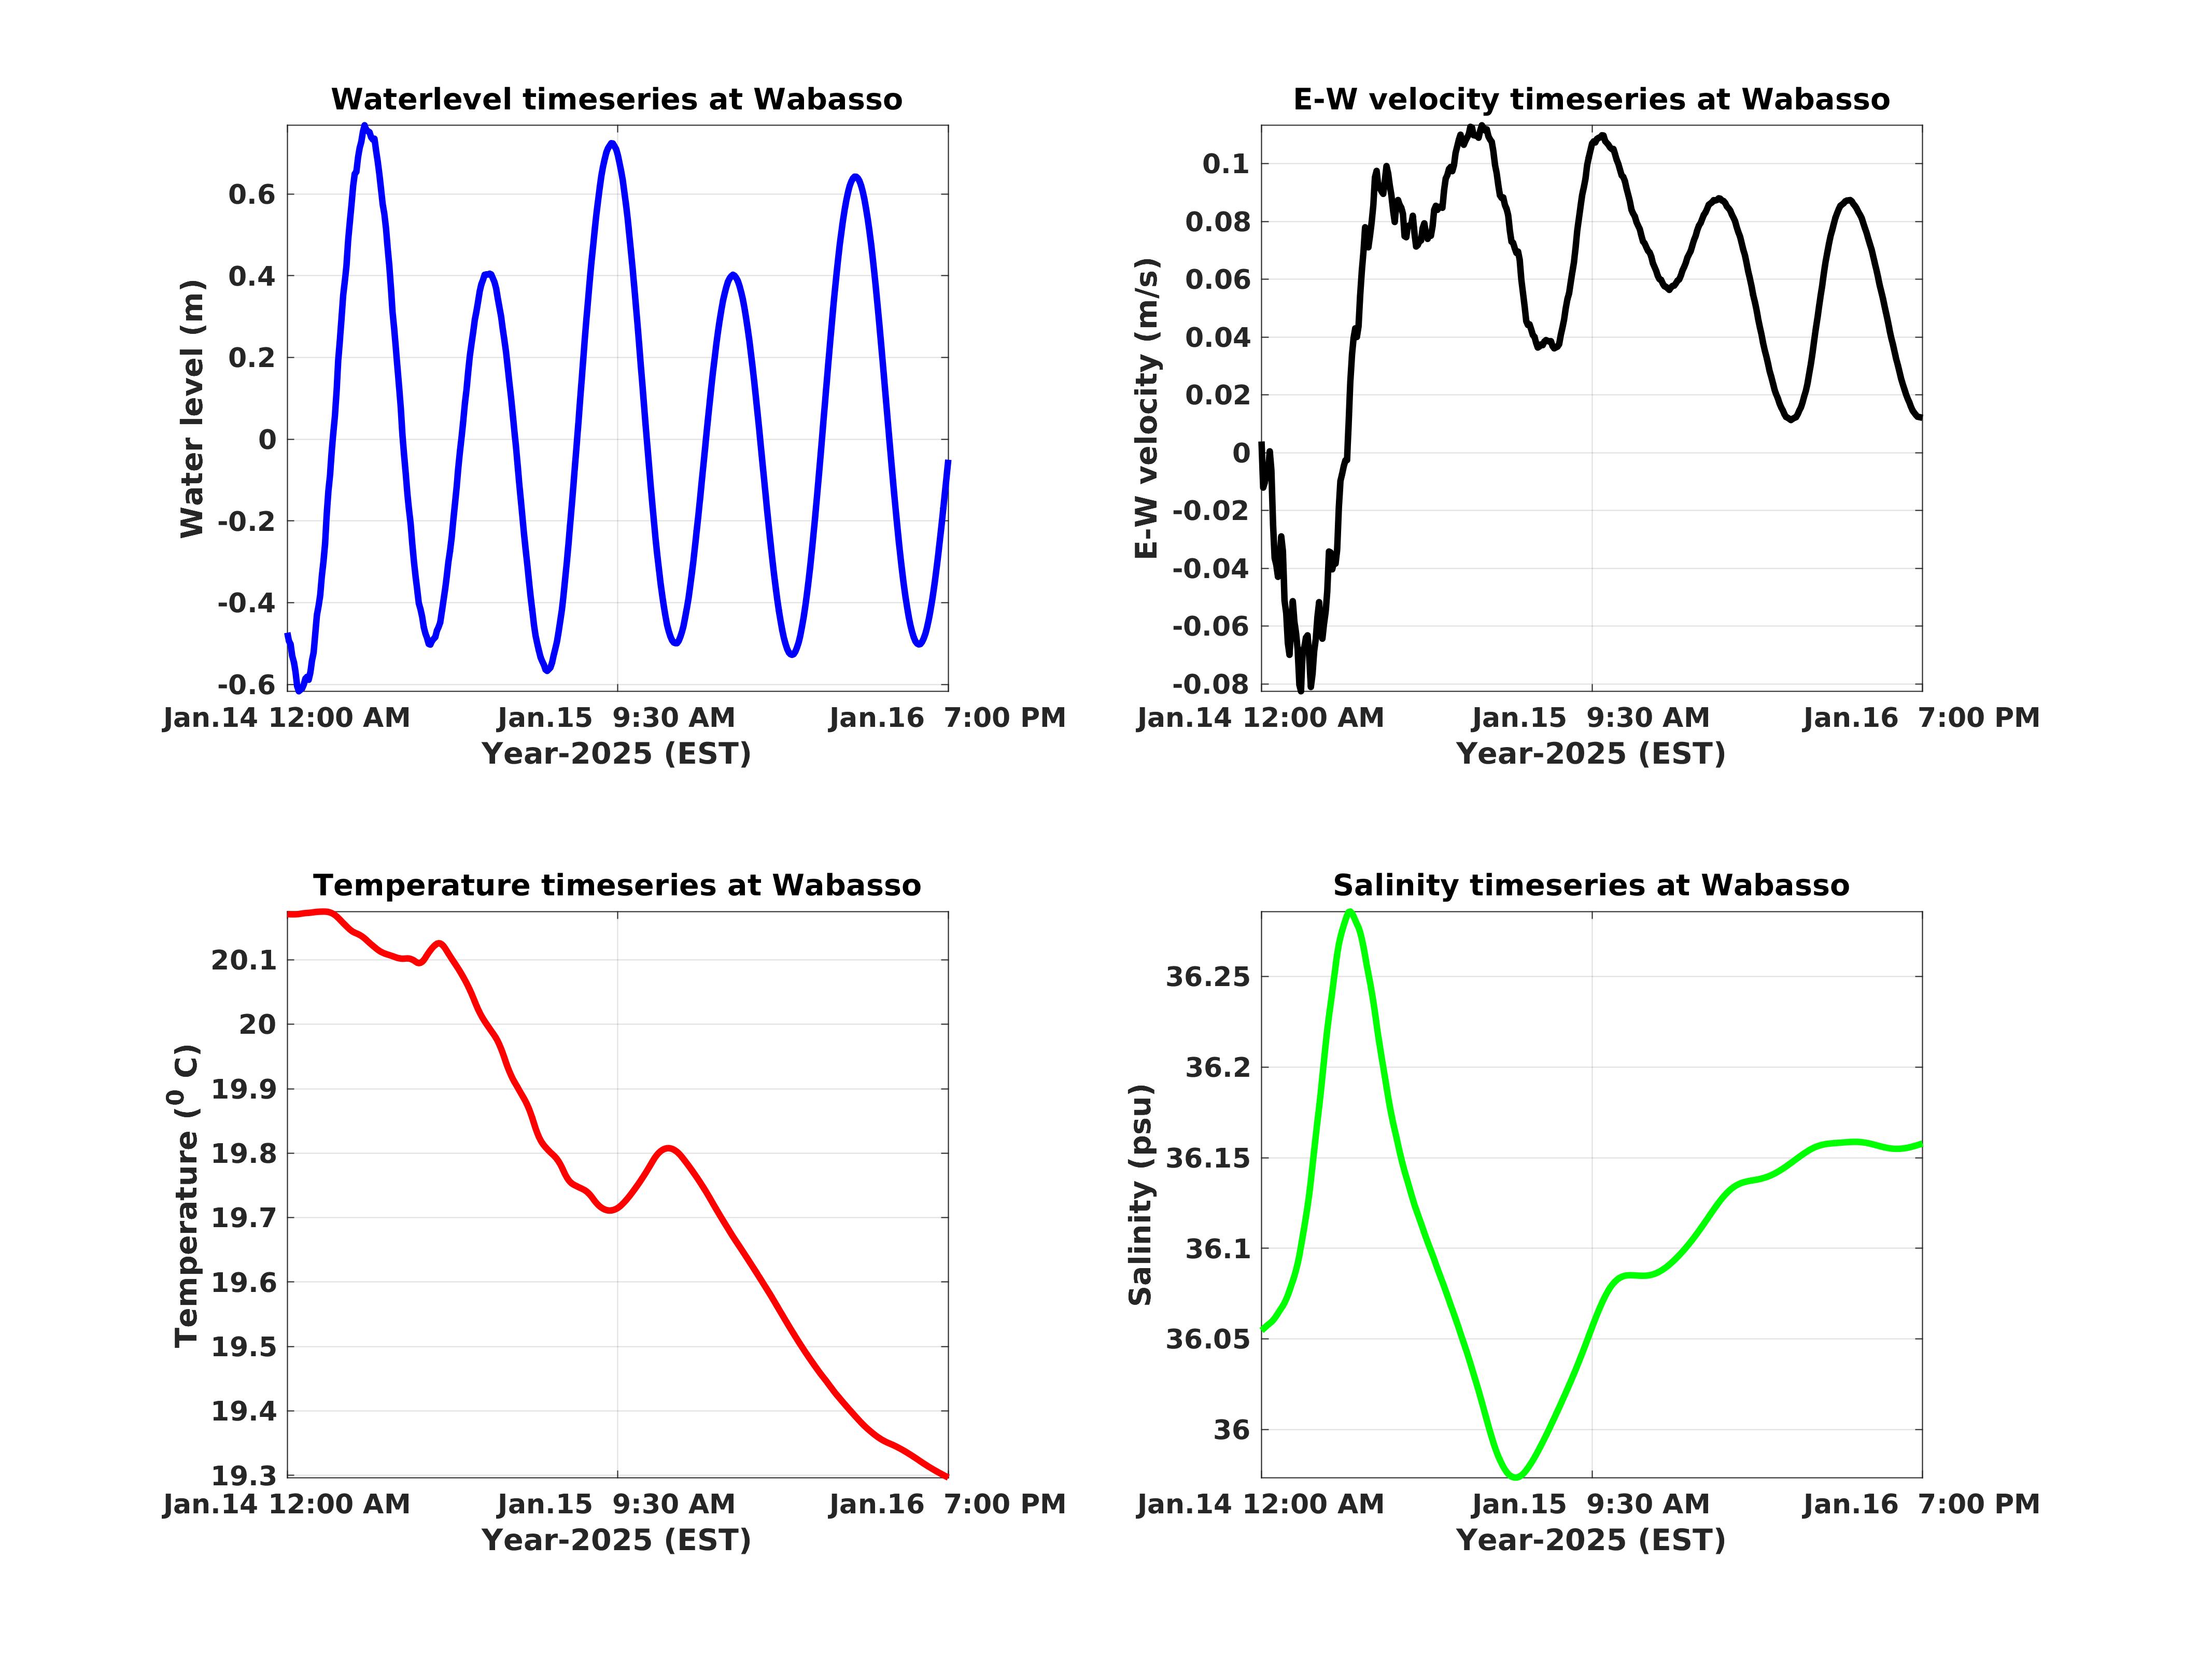 Waterlevel timeseries at Wabasso
Water level (m)
0.6
0.4
0.2
0
-0.2
-0.4
-0.6
Jan.14 12:00 AM
Jan.15  9:30 AM
Jan.16  7:00 PM
Year-2025 (EST)
E-W velocity timeseries at Wabasso
E-W velocity (m/s)
0.1
0.08
0.06
0.04
0.02
0
-0.02
-0.04
-0.06
-0.08
Jan.14 12:00 AM
Jan.15  9:30 AM
Jan.16  7:00 PM
Year-2025 (EST)
Temperature timeseries at Wabasso
Temperature (⁰ C)
20.1
20
19.9
19.8
19.7
19.6
19.5
19.4
19.3
Jan.14 12:00 AM
Jan.15  9:30 AM
Jan.16  7:00 PM
Year-2025 (EST)
Salinity timeseries at Wabasso
Salinity (psu)
36.25
36.2
36.15
36.1
36.05
36
Jan.14 12:00 AM
Jan.15  9:30 AM
Jan.16  7:00 PM
Year-2025 (EST)